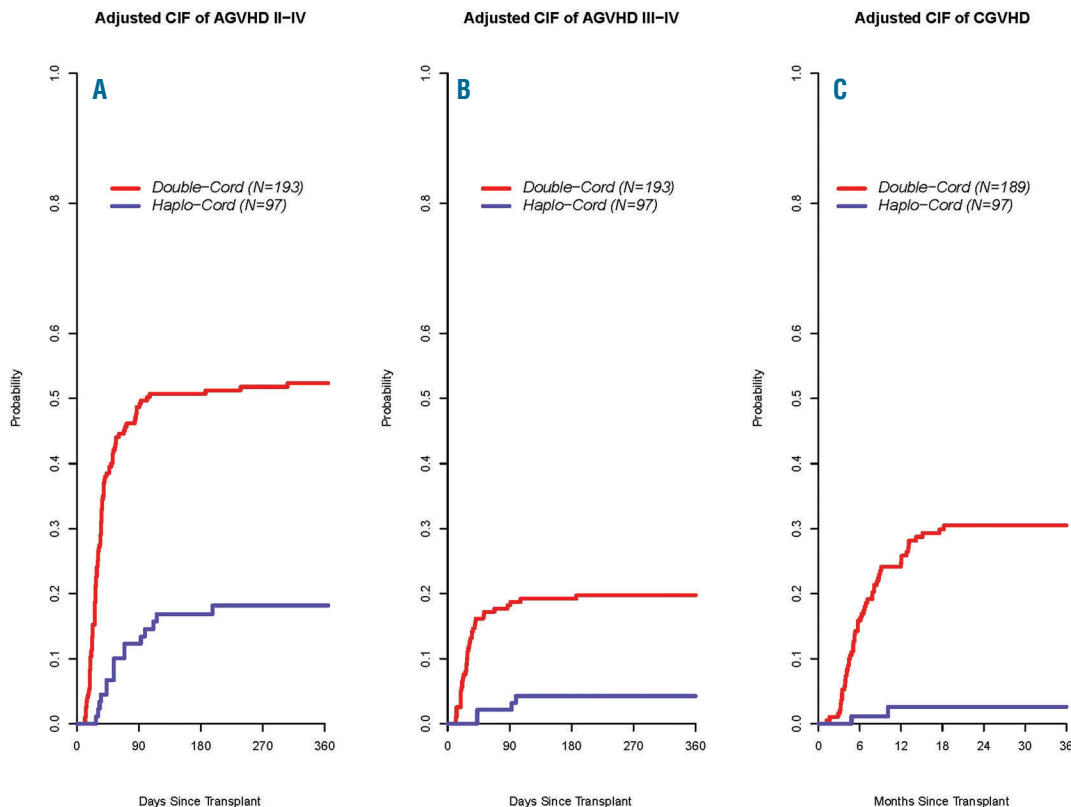 Adjusted CIF of AGVHD II−IV
A
Double−Cord (N=193)
Haplo−Cord (N=97)
Probability
1.0
0.8
0.6
0.5
0.4
0.3
0.2
0.1
0.0
0 90 180 270 360
Days Since Transplant
Adjusted CIF of AGVHD III−IV
B
Double−Cord (N=193)
Haplo−Cord (N=97)
Probability
1.0
0.8
0.6
0.5
0.4
0.3
0.2
0.1
0.0
0 90 180 270 360
Days Since Transplant
Adjusted CIF of CGVHD
C
Double−Cord (N=189)
Haplo−Cord (N=97)
Probability
1.0
0.8
0.6
0.5
0.4
0.3
0.2
0.1
0.0
0 6 12 18 24 30 36
Months Since Transplant